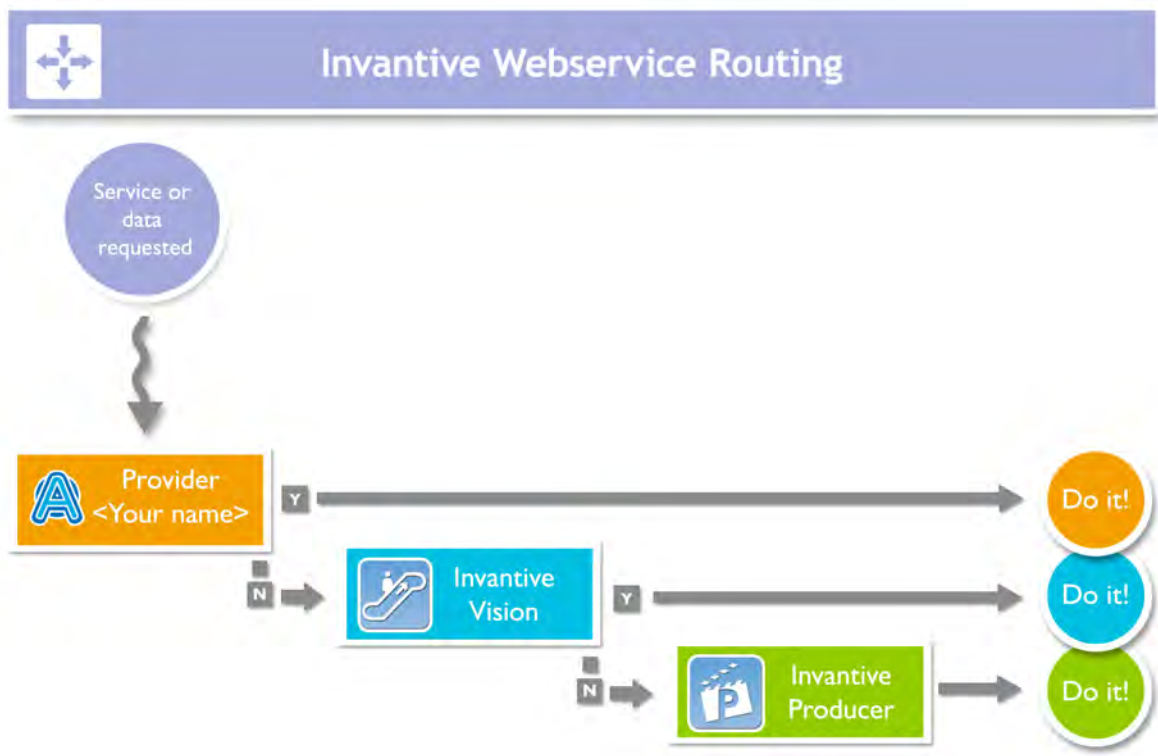 Invantive Webservice Routing
Service or
data
requested
A
Provider
<Your name>
Y
Do it!
N
Invantive
Vision
Y
Do it!
N
P
Invantive
Producer
Do it!